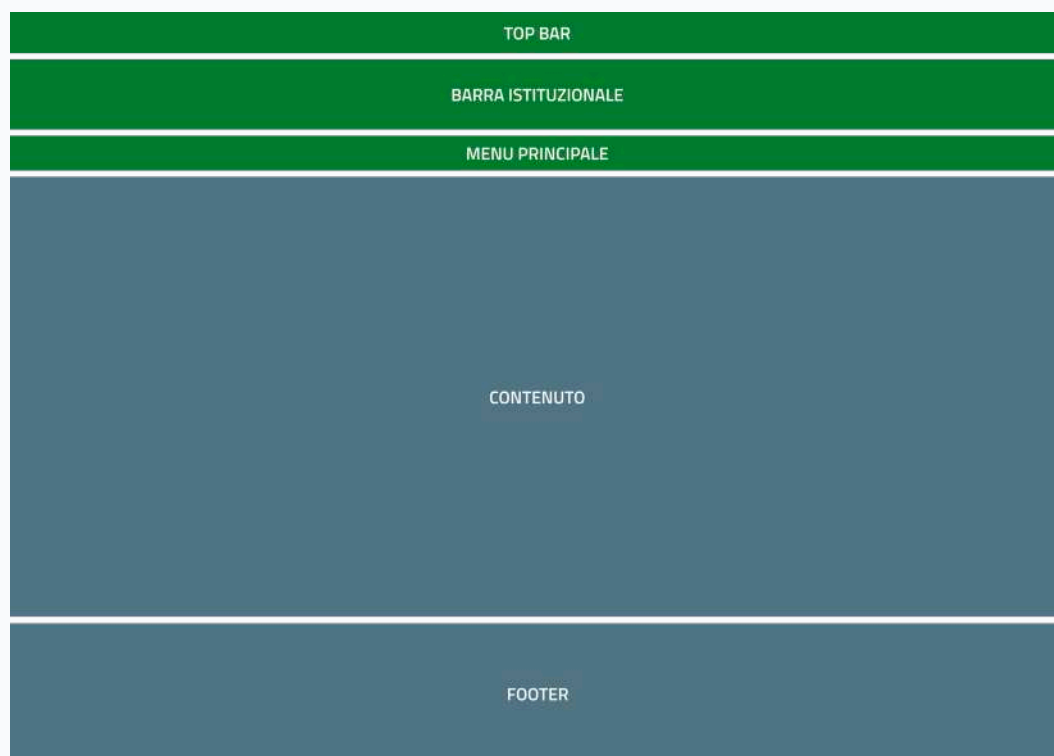 TOP BAR
BARRA ISTITUZIONALE
MENU PRINCIPALE
CONTENUTO
FOOTER